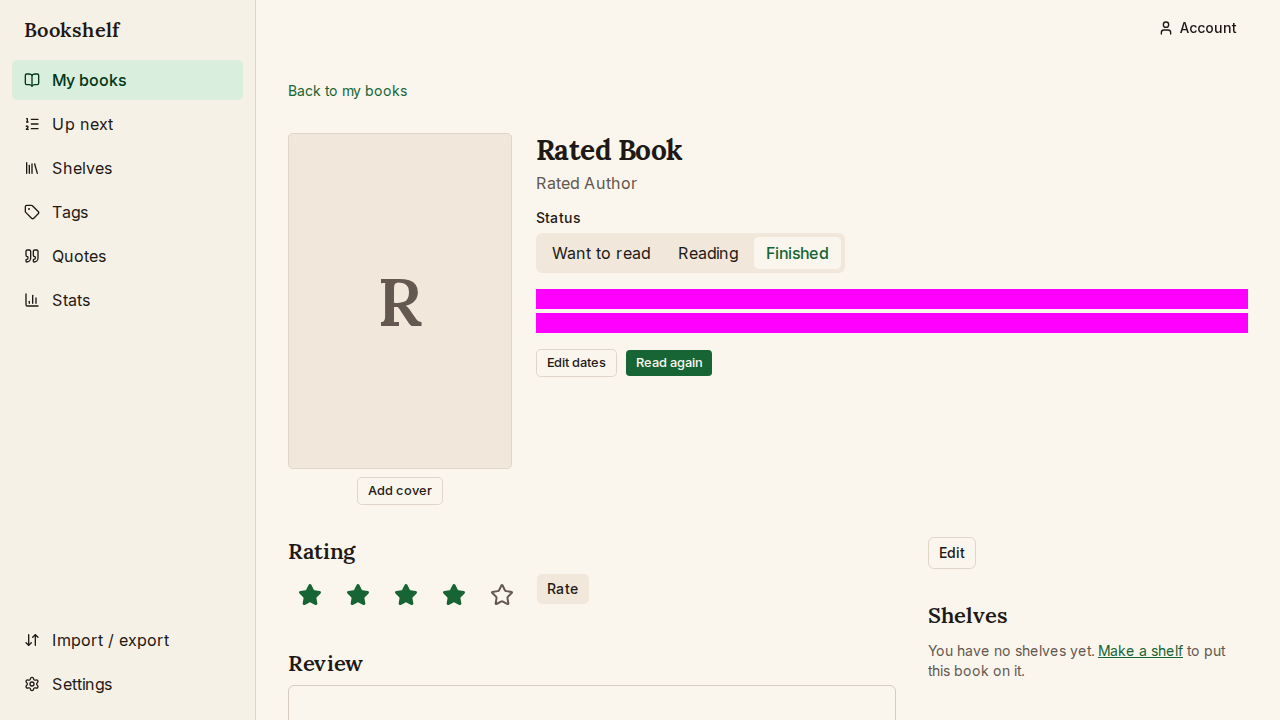 Bookshelf
Account
My books
Up next
Shelves
Tags
Quotes
Stats
Import / export
Settings
Back to my books
R
Add cover
Rated Book
Rated Author
Status
Want to read Reading Finished
Edit dates Read again
Rating
Rate
Review
Edit
Shelves
You have no shelves yet. Make a shelf to put
this book on it.